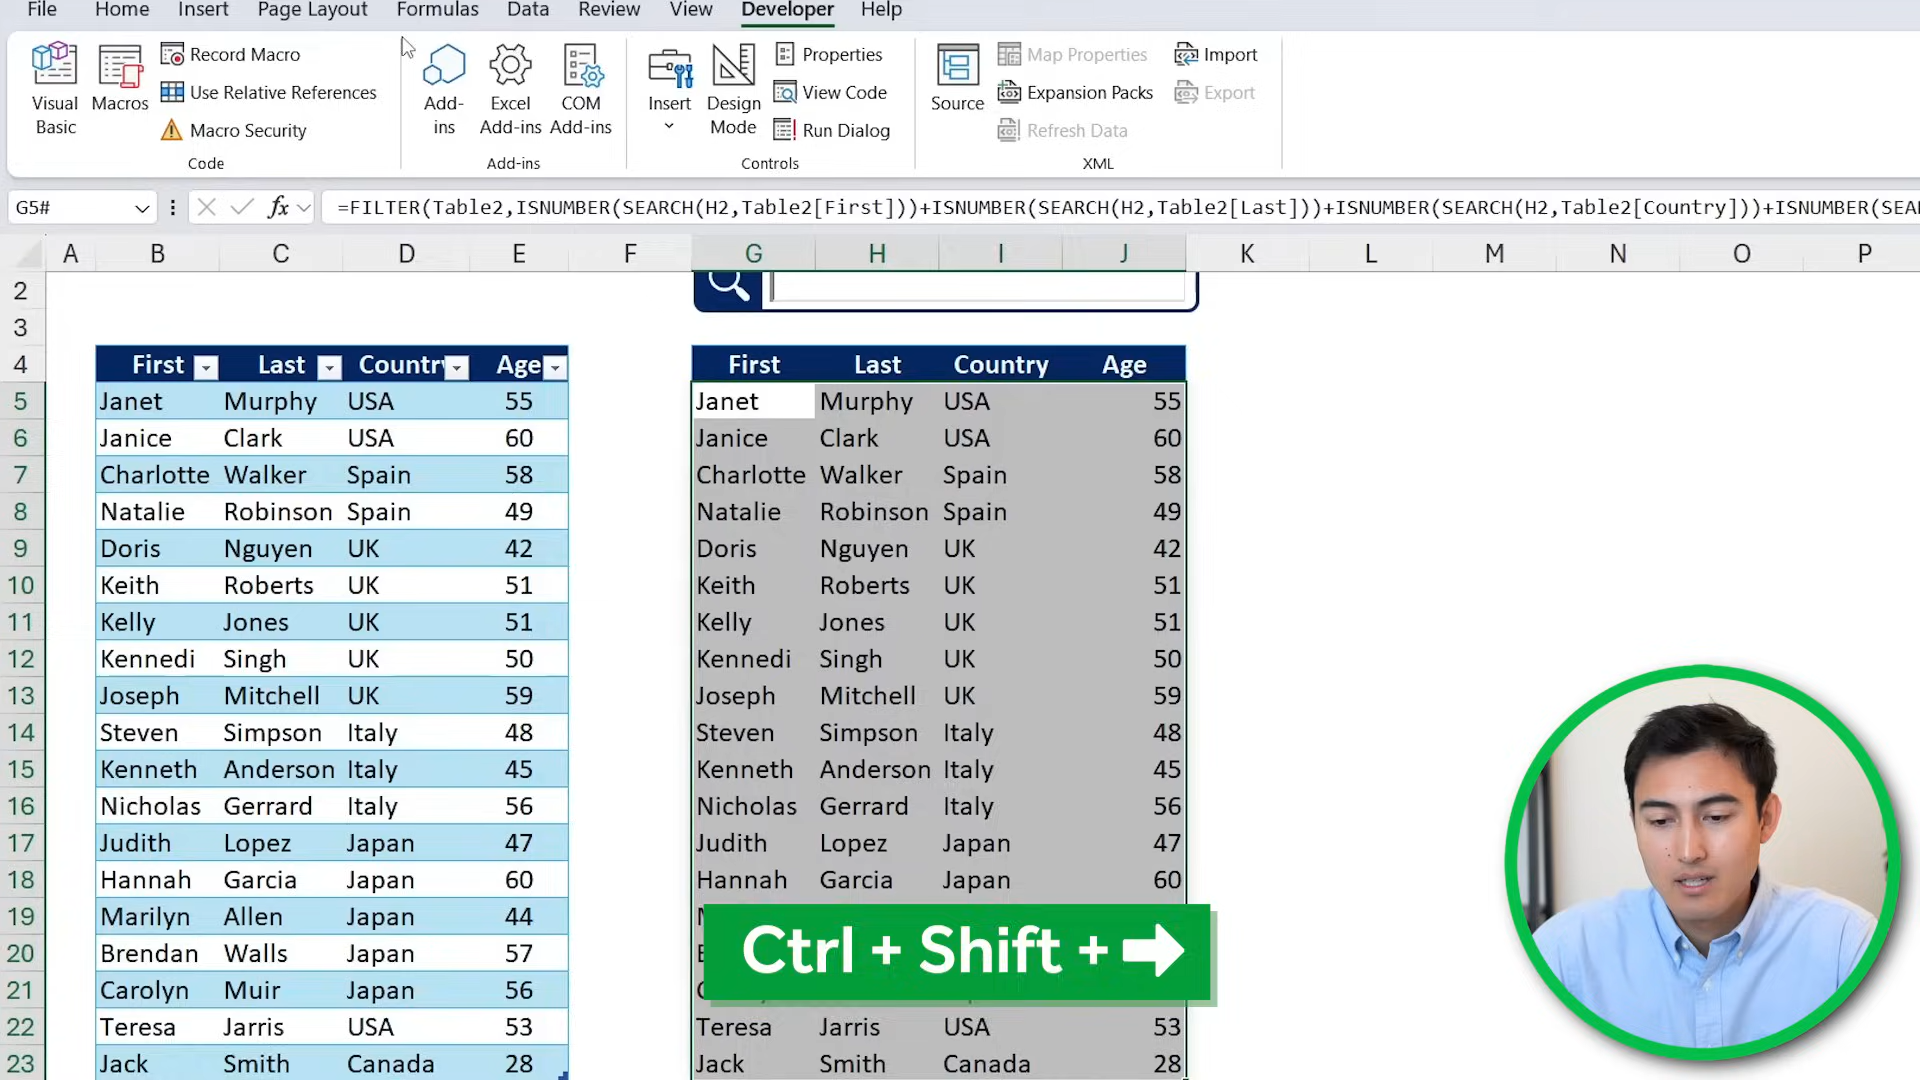 File Home Insert Page Layout Formulas Data Review View Developer Help
Record Macro Properties Map Properties Import
Use Relative References View Code Expansion Packs Export
Visual Basic Macros Add-ins Excel Add-ins COM Add-ins Insert Design Mode Source
Macro Security Run Dialog Refresh Data
Code Add-ins Controls XML
G5# fx =FILTER(Table2,ISNUMBER(SEARCH(H2,Table2[First]))+ISNUMBER(SEARCH(H2,Table2[Last]))+ISNUMBER(SEARCH(H2,Table2[Country]))+ISNUMBER(SEA
A B C D E F G H I J K L M N O P
2
3
4 First Last Country Age First Last Country Age
5 Janet Murphy USA 55 Janet Murphy USA 55
6 Janice Clark USA 60 Janice Clark USA 60
7 Charlotte Walker Spain 58 Charlotte Walker Spain 58
8 Natalie Robinson Spain 49 Natalie Robinson Spain 49
9 Doris Nguyen UK 42 Doris Nguyen UK 42
10 Keith Roberts UK 51 Keith Roberts UK 51
11 Kelly Jones UK 51 Kelly Jones UK 51
12 Kennedi Singh UK 50 Kennedi Singh UK 50
13 Joseph Mitchell UK 59 Joseph Mitchell UK 59
14 Steven Simpson Italy 48 Steven Simpson Italy 48
15 Kenneth Anderson Italy 45 Kenneth Anderson Italy 45
16 Nicholas Gerrard Italy 56 Nicholas Gerrard Italy 56
17 Judith Lopez Japan 47 Judith Lopez Japan 47
18 Hannah Garcia Japan 60 Hannah Garcia Japan 60
19 Marilyn Allen Japan 44
20 Brendan Walls Japan 57
Ctrl + Shift + ➡
21 Carolyn Muir Japan 56
22 Teresa Jarris USA 53 Teresa Jarris USA 53
23 Jack Smith Canada 28 Jack Smith Canada 28